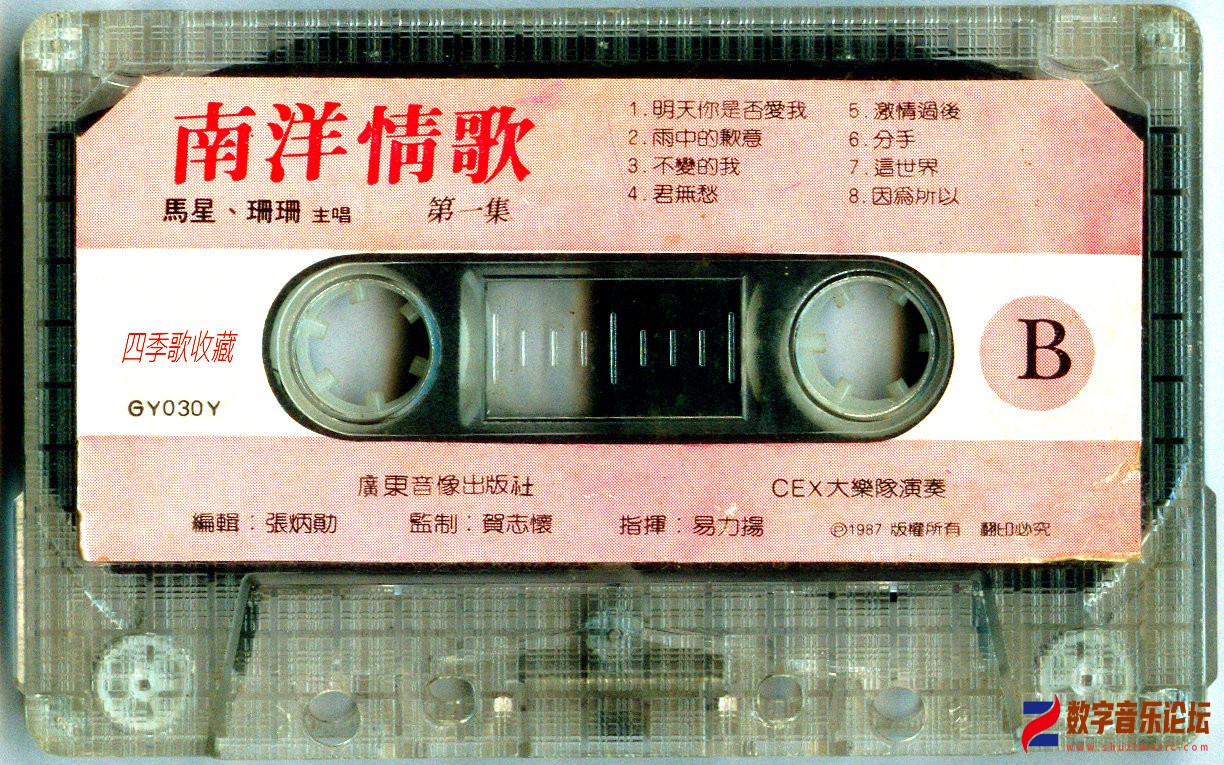 南洋情歌
馬星、珊珊 主唱 第一集
1.明天你是否愛我
2.雨中的歉意
3.不變的我
4.君無愁
5.激情過後
6.分手
7.這世界
8.因為所以
四季歌收藏
GY030Y
B
廣東音像出版社
CEX大樂隊演奏
編輯：張炳勛 監制：賀志懷 指揮：易力揚
℗1987 版權所有 翻印必究
数字音乐论坛
www.shuzimusic.com